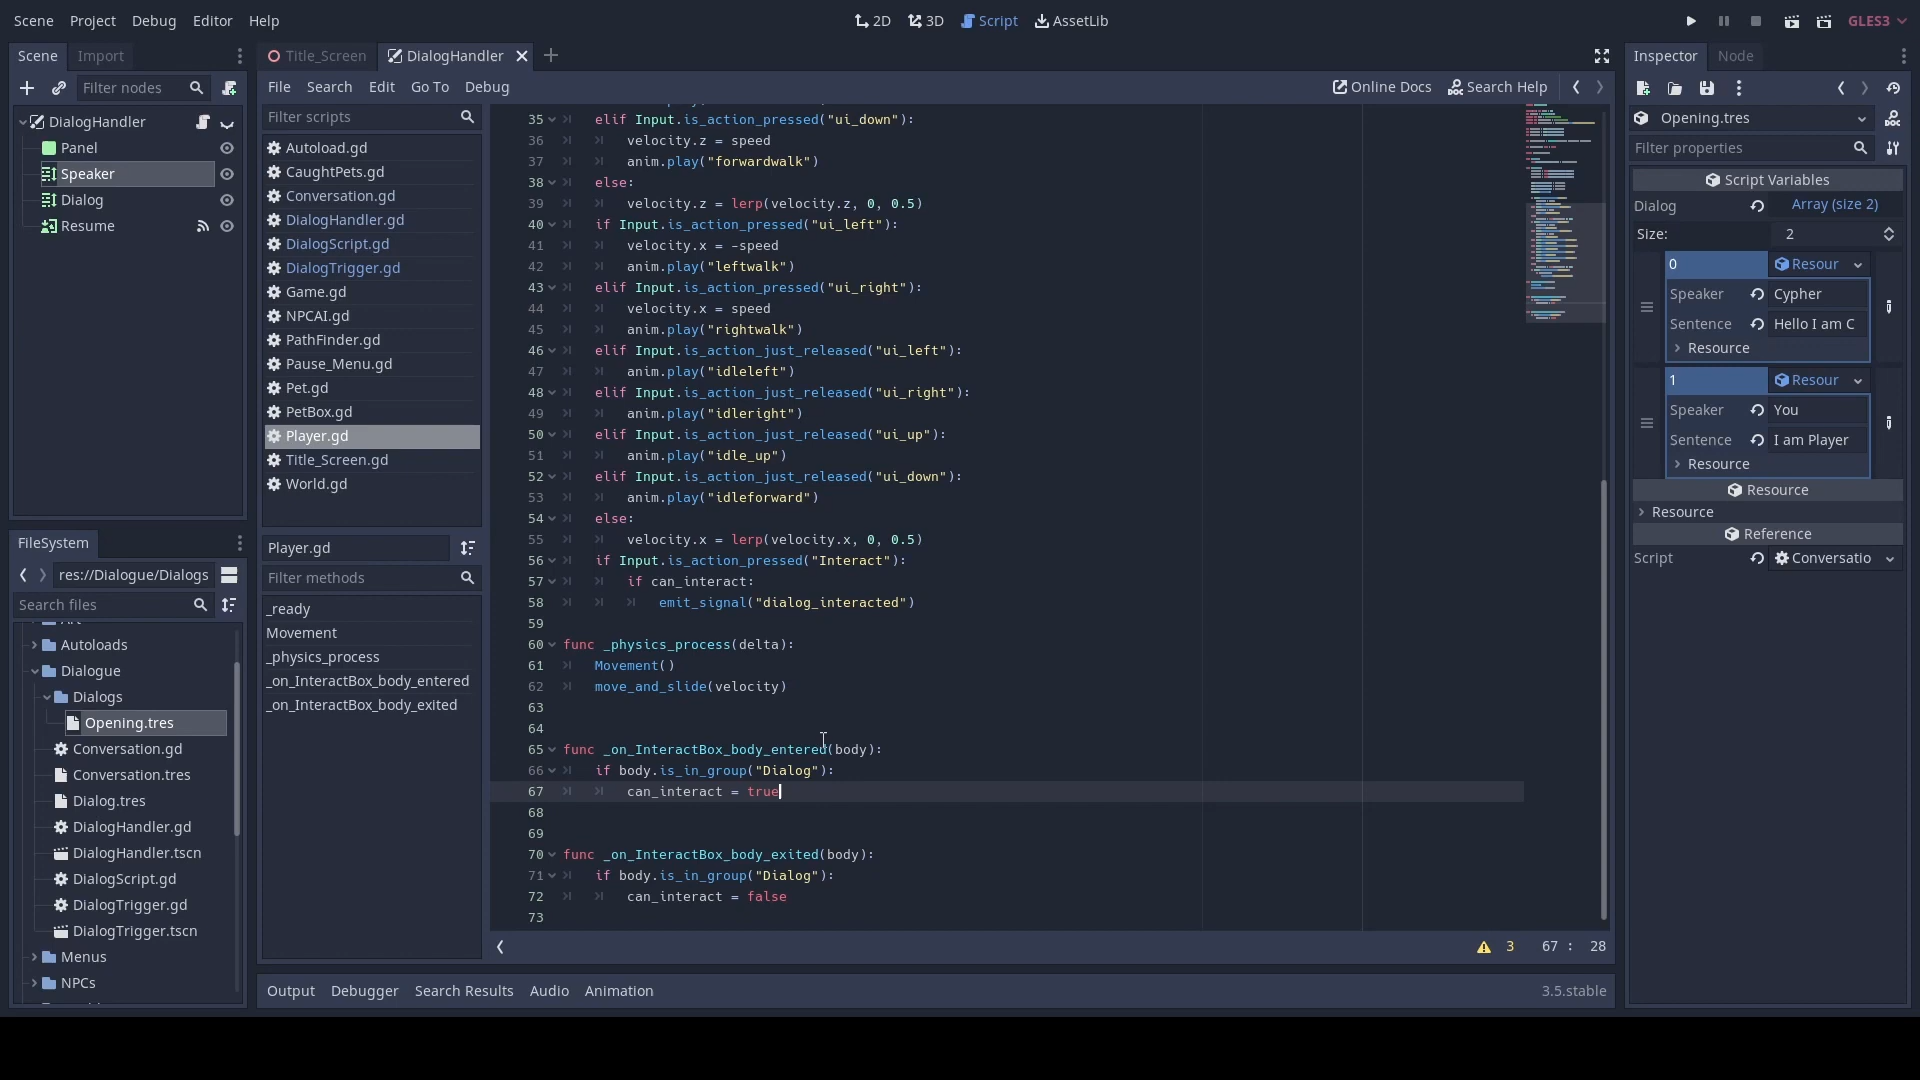 Scene Project Debug Editor Help
2D 3D Script AssetLib
GLES3
Scene Import
Filter nodes
DialogHandler
Panel
Speaker
Dialog
Resume
FileSystem
res://Dialogue/Dialogs
Search files
Autoloads
Dialogue
Dialogs
Opening.tres
Conversation.gd
Conversation.tres
Dialog.tres
DialogHandler.gd
DialogHandler.tscn
DialogScript.gd
DialogTrigger.gd
DialogTrigger.tscn
Menus
NPCs
Title_Screen DialogHandler
File Search Edit Go To Debug
Online Docs Search Help
Filter scripts
Autoload.gd
CaughtPets.gd
Conversation.gd
DialogHandler.gd
DialogScript.gd
DialogTrigger.gd
Game.gd
NPCAI.gd
PathFinder.gd
Pause_Menu.gd
Pet.gd
PetBox.gd
Player.gd
Title_Screen.gd
World.gd
Player.gd
Filter methods
_ready
Movement
_physics_process
_on_InteractBox_body_entered
_on_InteractBox_body_exited
35 elif Input.is_action_pressed("ui_down"):
36 velocity.z = speed
37 anim.play("forwardwalk")
38 else:
39 velocity.z = lerp(velocity.z, 0, 0.5)
40 if Input.is_action_pressed("ui_left"):
41 velocity.x = -speed
42 anim.play("leftwalk")
43 elif Input.is_action_pressed("ui_right"):
44 velocity.x = speed
45 anim.play("rightwalk")
46 elif Input.is_action_just_released("ui_left"):
47 anim.play("idleleft")
48 elif Input.is_action_just_released("ui_right"):
49 anim.play("idleright")
50 elif Input.is_action_just_released("ui_up"):
51 anim.play("idle_up")
52 elif Input.is_action_just_released("ui_down"):
53 anim.play("idleforward")
54 else:
55 velocity.x = lerp(velocity.x, 0, 0.5)
56 if Input.is_action_pressed("Interact"):
57 if can_interact:
58 emit_signal("dialog_interacted")
59
60 func _physics_process(delta):
61 Movement()
62 move_and_slide(velocity)
63
64
65 func _on_InteractBox_body_entered(body):
66 if body.is_in_group("Dialog"):
67 can_interact = true
68
69
70 func _on_InteractBox_body_exited(body):
71 if body.is_in_group("Dialog"):
72 can_interact = false
73
3 67 : 28
Output Debugger Search Results Audio Animation
3.5.stable
Inspector Node
Opening.tres
Filter properties
Script Variables
Dialog Array (size 2)
Size: 2
0 Resour
Speaker Cypher
Sentence Hello I am C
Resource
1 Resour
Speaker You
Sentence I am Player
Resource
Resource
Resource
Reference
Script Conversatio